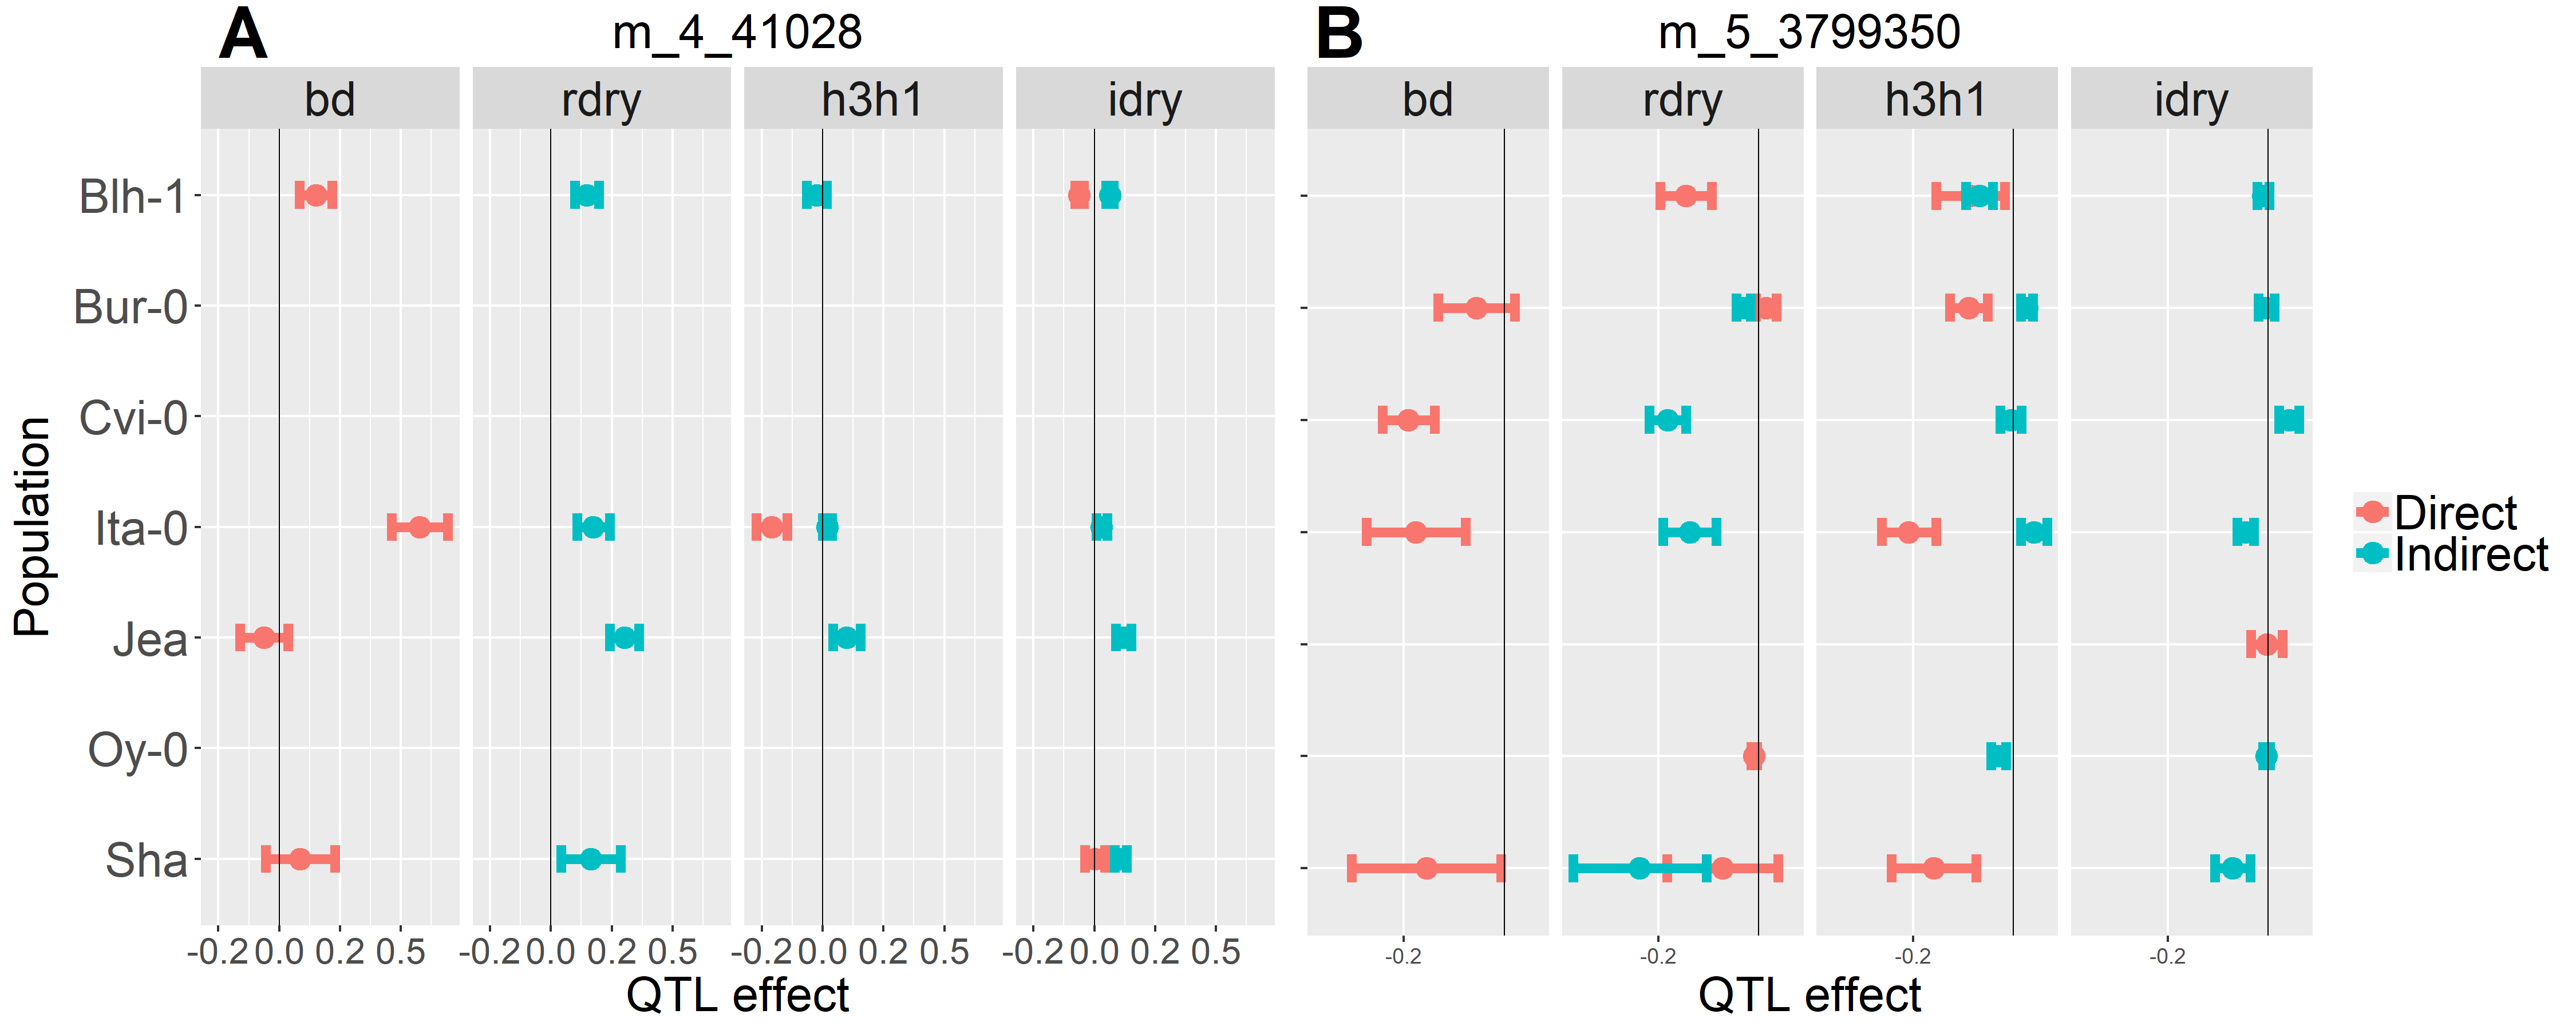 A m_4_41028 B m_5_3799350
bd rdry h3h1 idry bd rdry h3h1 idry
Blh-1
Bur-0
Cvi-0
Ita-0
Jea
Oy-0
Sha
Population
Direct
Indirect
-0.2 0.0 0.2 0.5 -0.2 0.0 0.2 0.5 -0.2 0.0 0.2 0.5 -0.2 0.0 0.2 0.5 -0.2 -0.2 -0.2 -0.2
QTL effect QTL effect